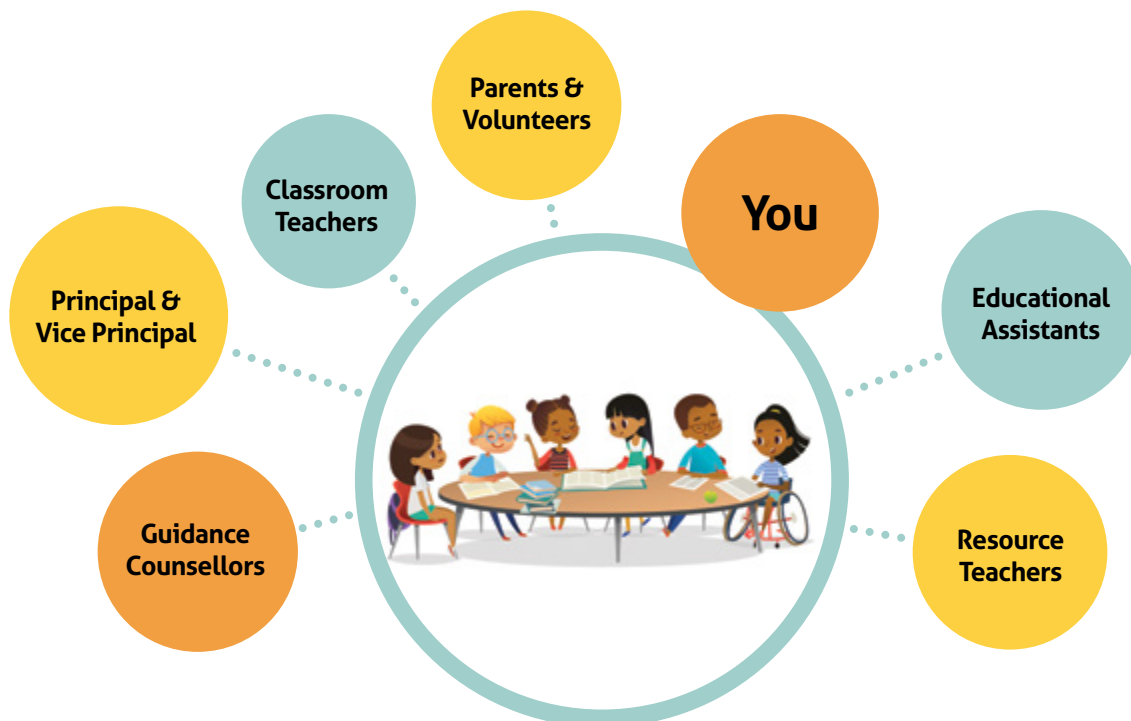 Parents &
Volunteers
Classroom
Teachers
You
Principal &
Vice Principal
Educational
Assistants
Guidance
Counsellors
Resource
Teachers